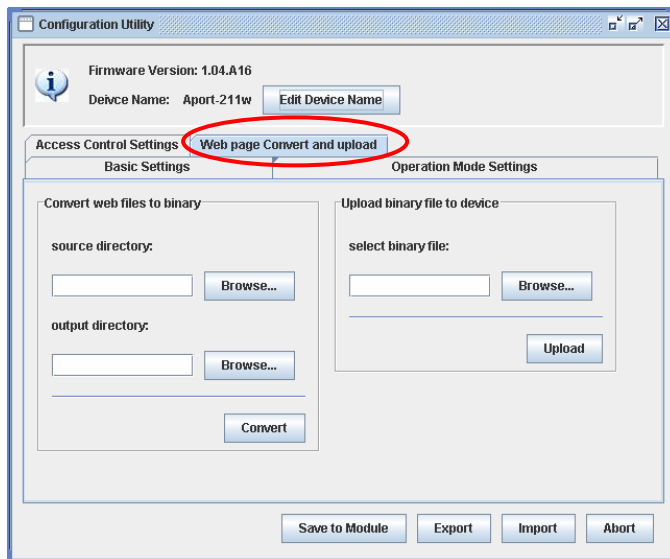 Configuration Utility
Firmware Version: 1.04.A16
Deivce Name: Aport-211w Edit Device Name
Access Control Settings Web page Convert and upload
Basic Settings Operation Mode Settings
Convert web files to binary
source directory:
Browse...
output directory:
Browse...
Convert
Upload binary file to device
select binary file:
Browse...
Upload
Save to Module Export Import Abort